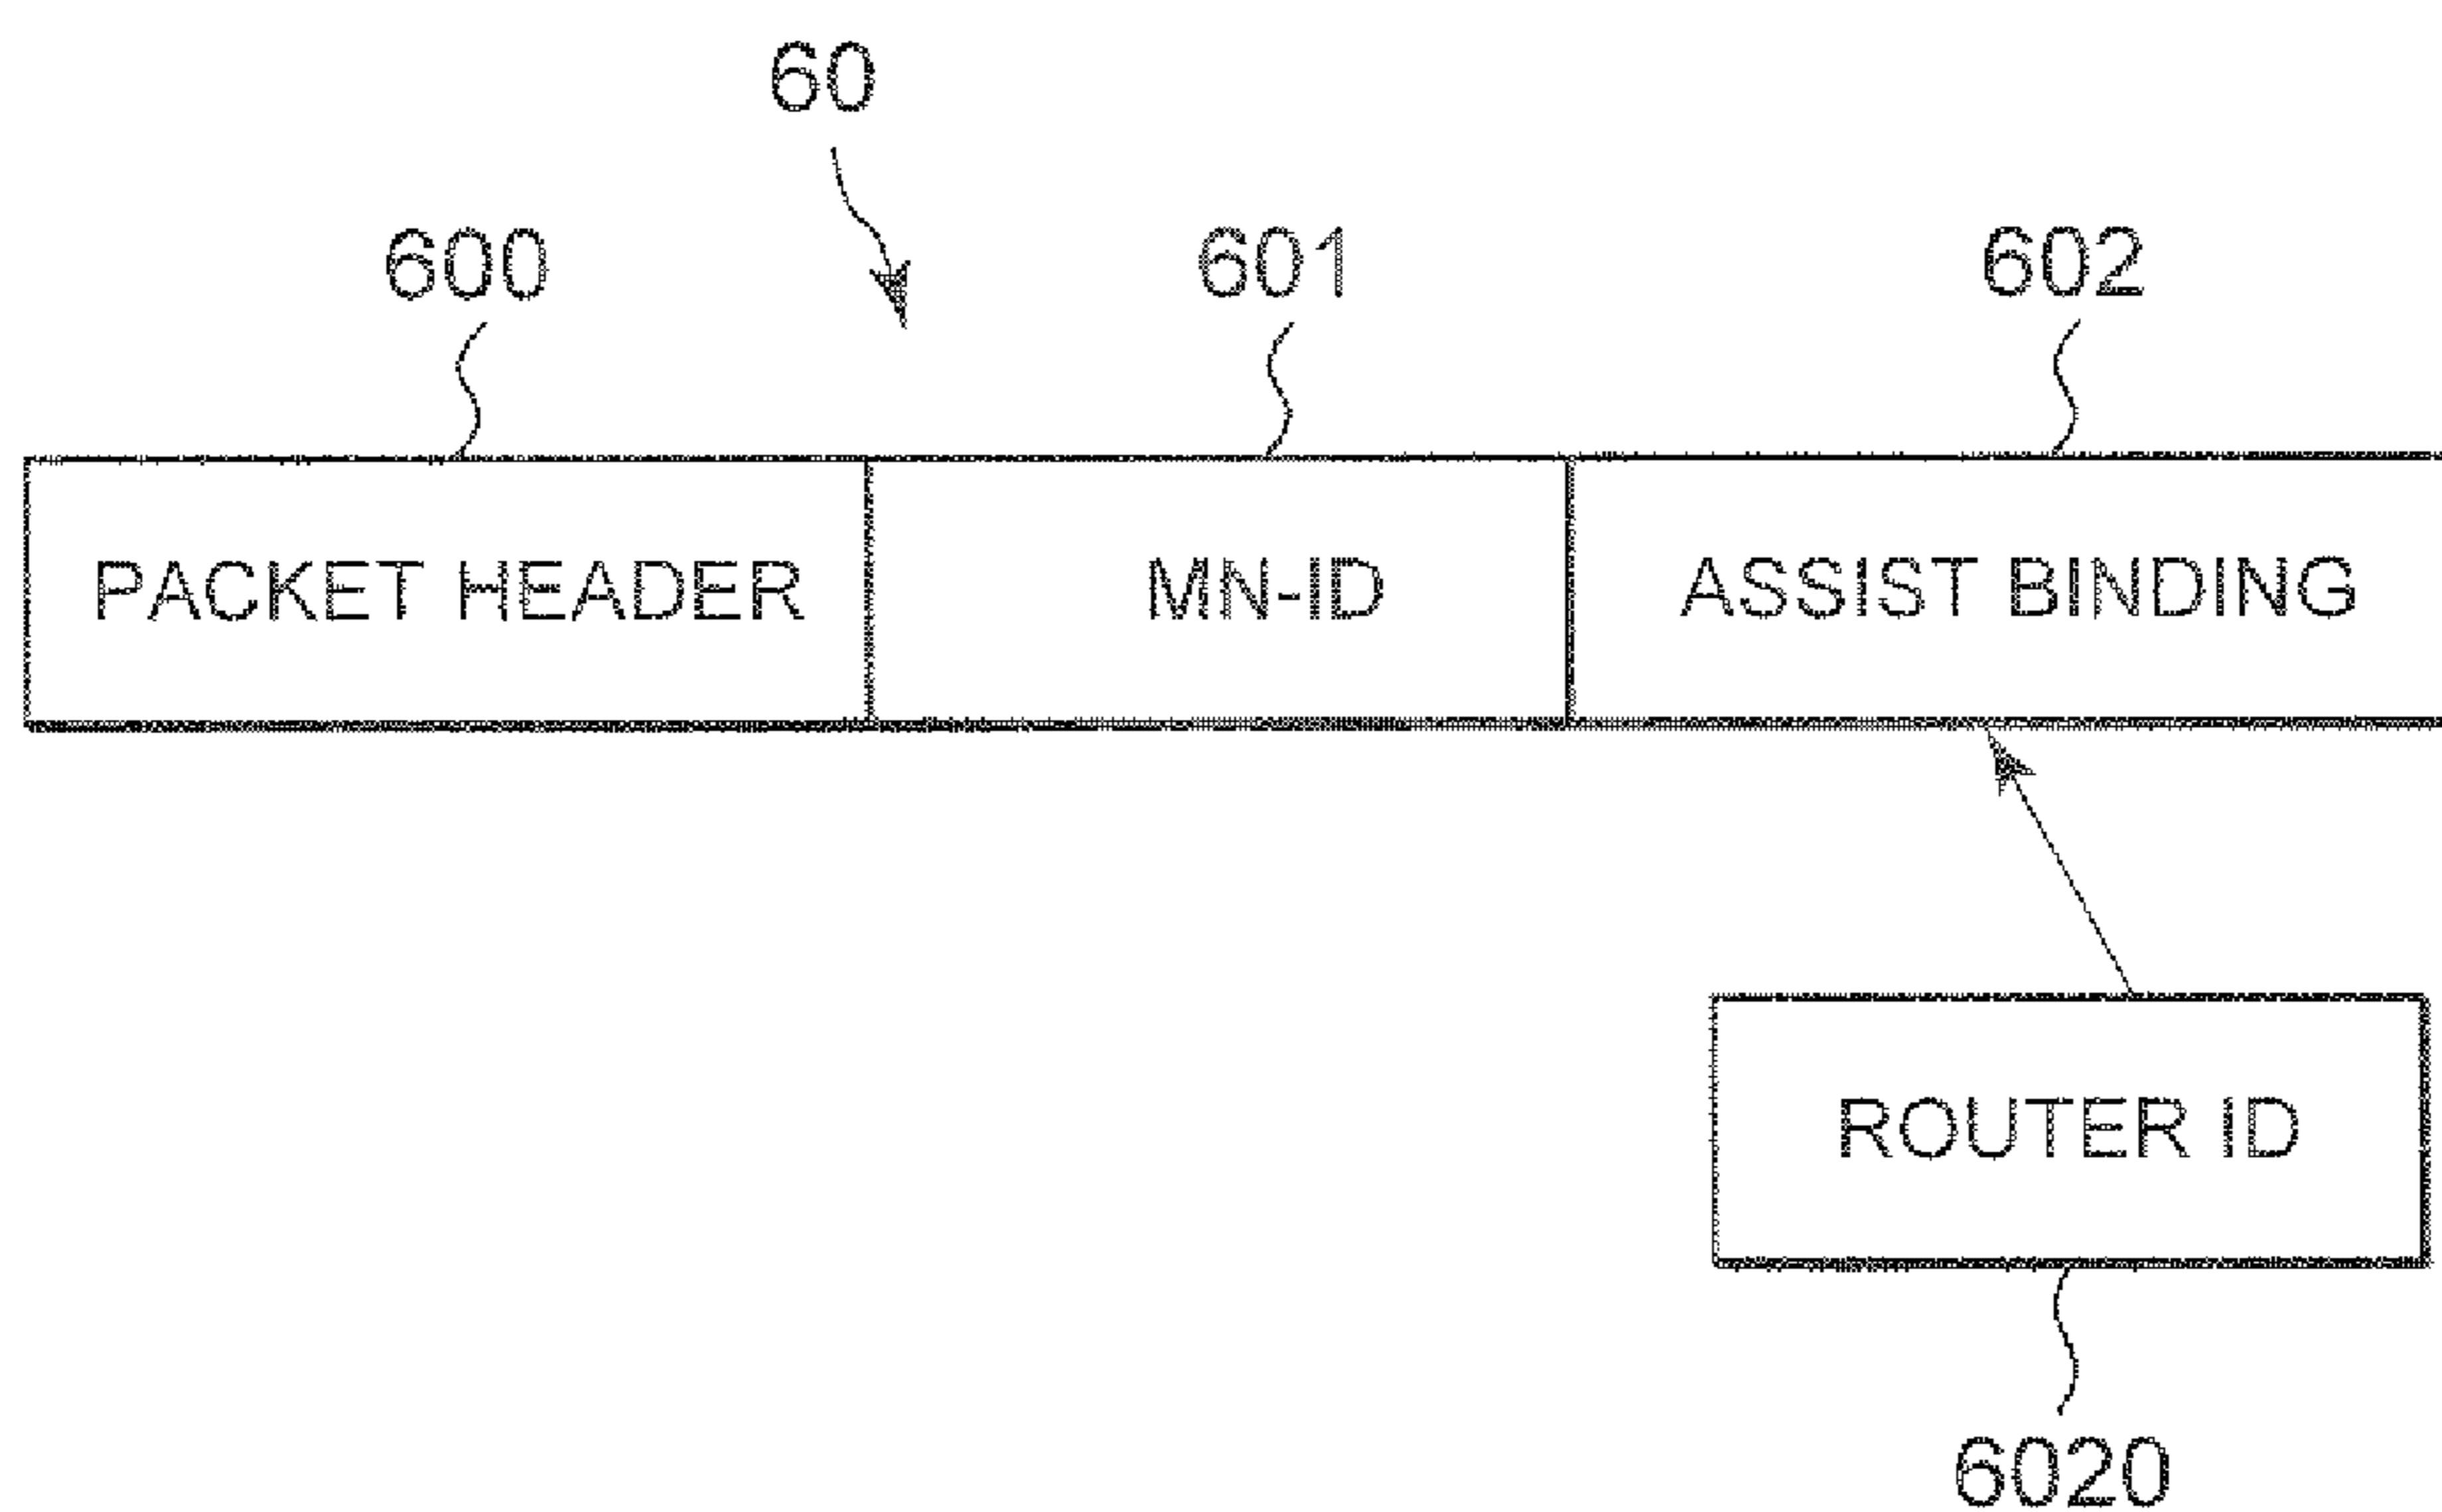 60
600 601 602
PACKET HEADER MN-ID ASSIST BINDING
ROUTER ID
6020